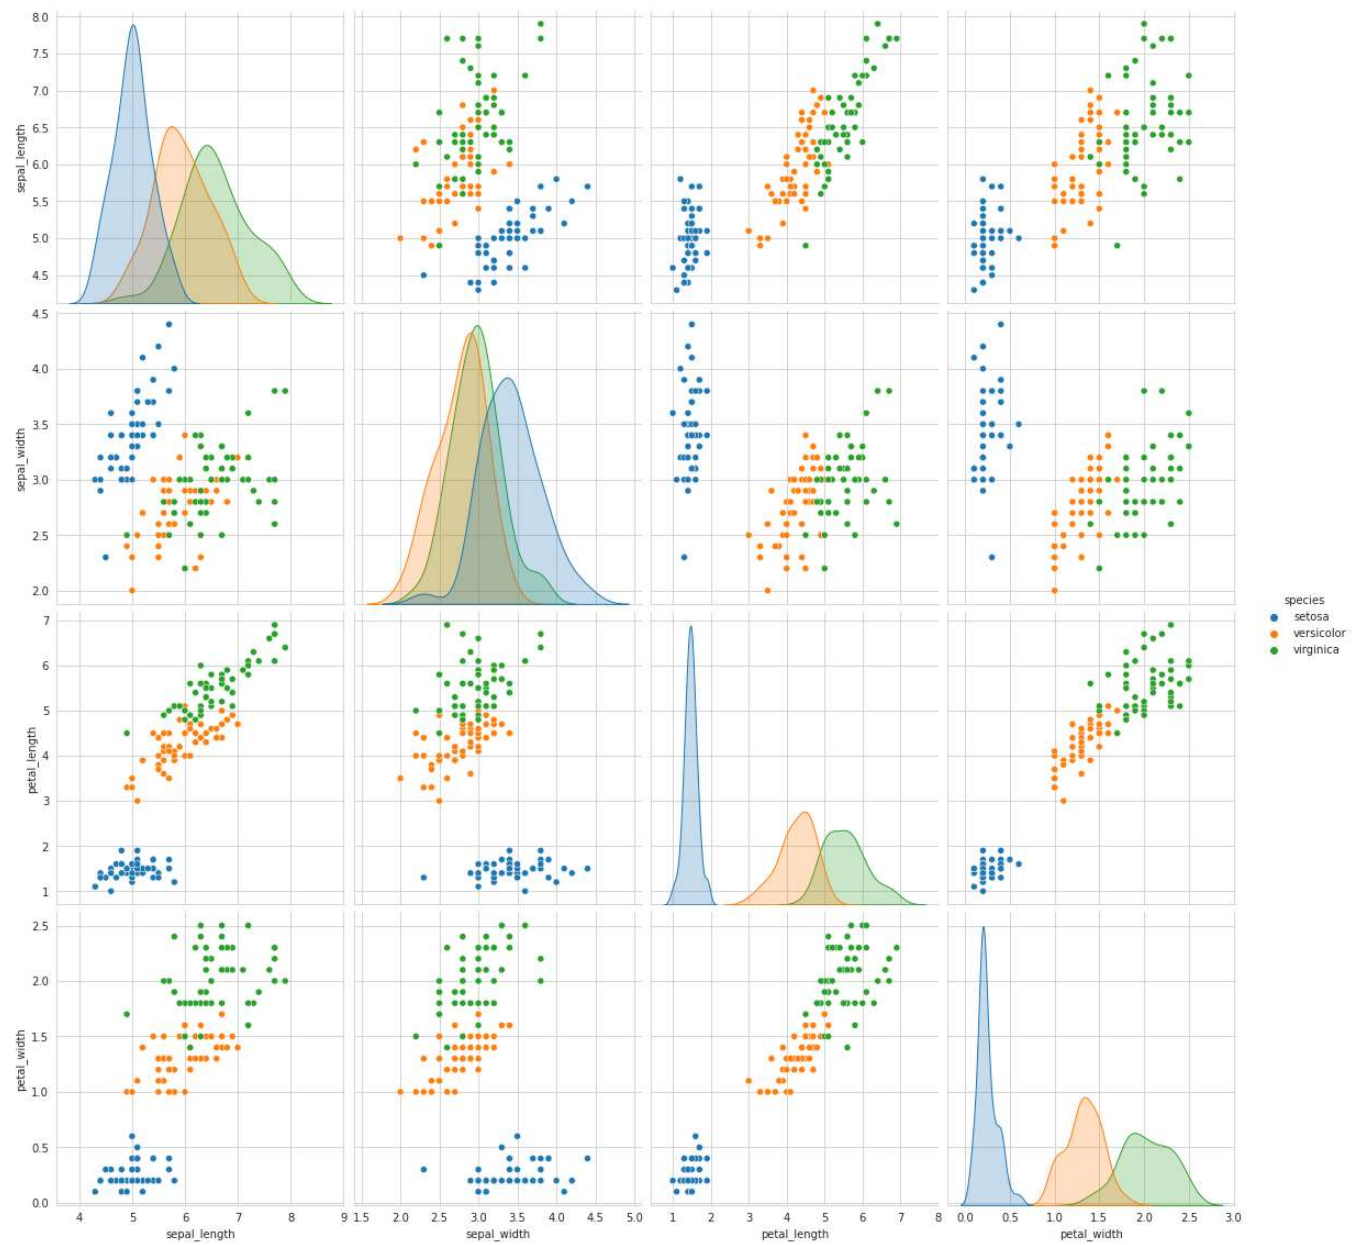 8.0
7.5
7.0
6.5
6.0
5.5
5.0
4.5
sepal_length
4.5
4.0
3.5
3.0
2.5
2.0
sepal_width
species
setosa
versicolor
virginica
7
6
5
4
3
2
1
petal_length
2.5
2.0
1.5
1.0
0.5
0.0
petal_width
4 5 6 7 8 9
1.5 2.0 2.5 3.0 3.5 4.0 4.5 5.0
1 2 3 4 5 6 7 8
0.0 0.5 1.0 1.5 2.0 2.5 3.0
sepal_length
sepal_width
petal_length
petal_width